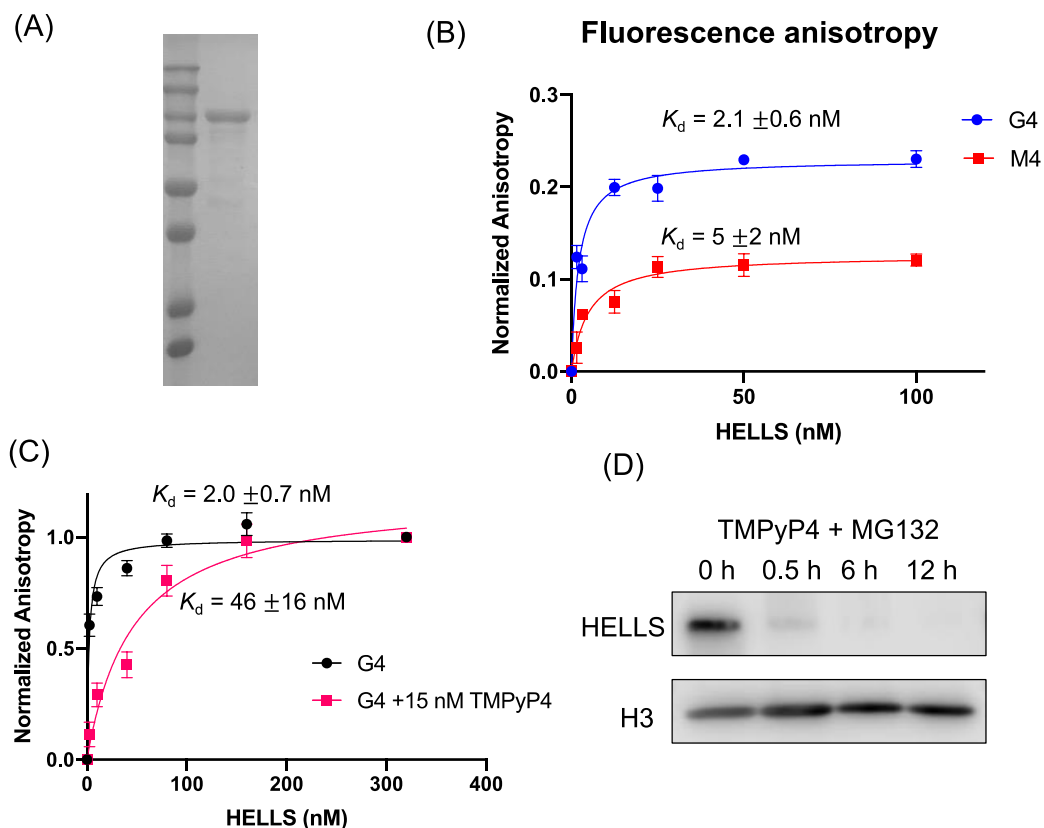 (A)
(B)
Fluorescence anisotropy
Normalized Anisotropy
0.3
0.2
0.1
0.0
Kd = 2.1 ±0.6 nM
Kd = 5 ±2 nM
G4
M4
0
50
100
HELLS (nM)
(C)
Normalized Anisotropy
1.0
0.5
0.0
Kd = 2.0 ±0.7 nM
Kd = 46 ±16 nM
G4
G4 +15 nM TMPyP4
0
100
200
300
400
HELLS (nM)
(D)
TMPyP4 + MG132
0 h 0.5h 6 h 12 h
HELLS
H3